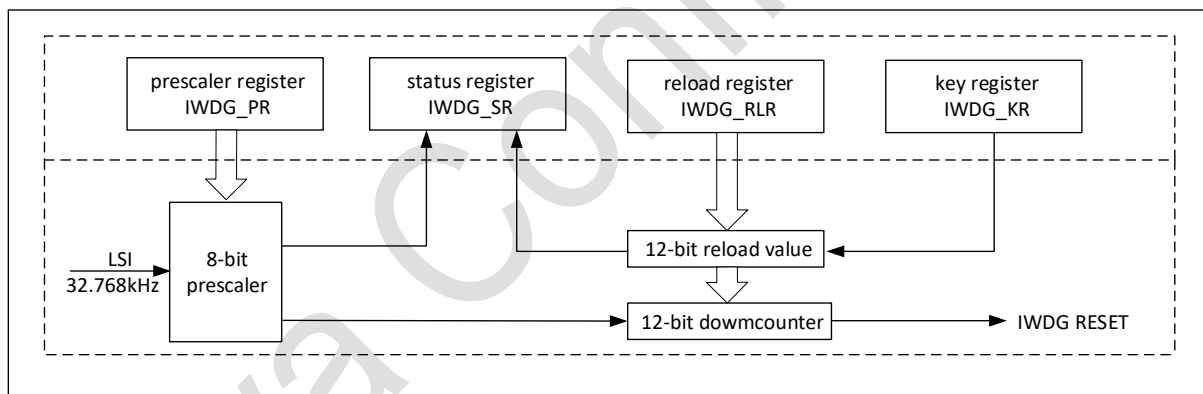 prescaler register
IWDG_PR
status register
IWDG_SR
reload register
IWDG_RLR
key register
IWDG_KR
LSI
32.768kHz
8-bit
prescaler
12-bit reload value
12-bit dowmcounter
IWDG RESET